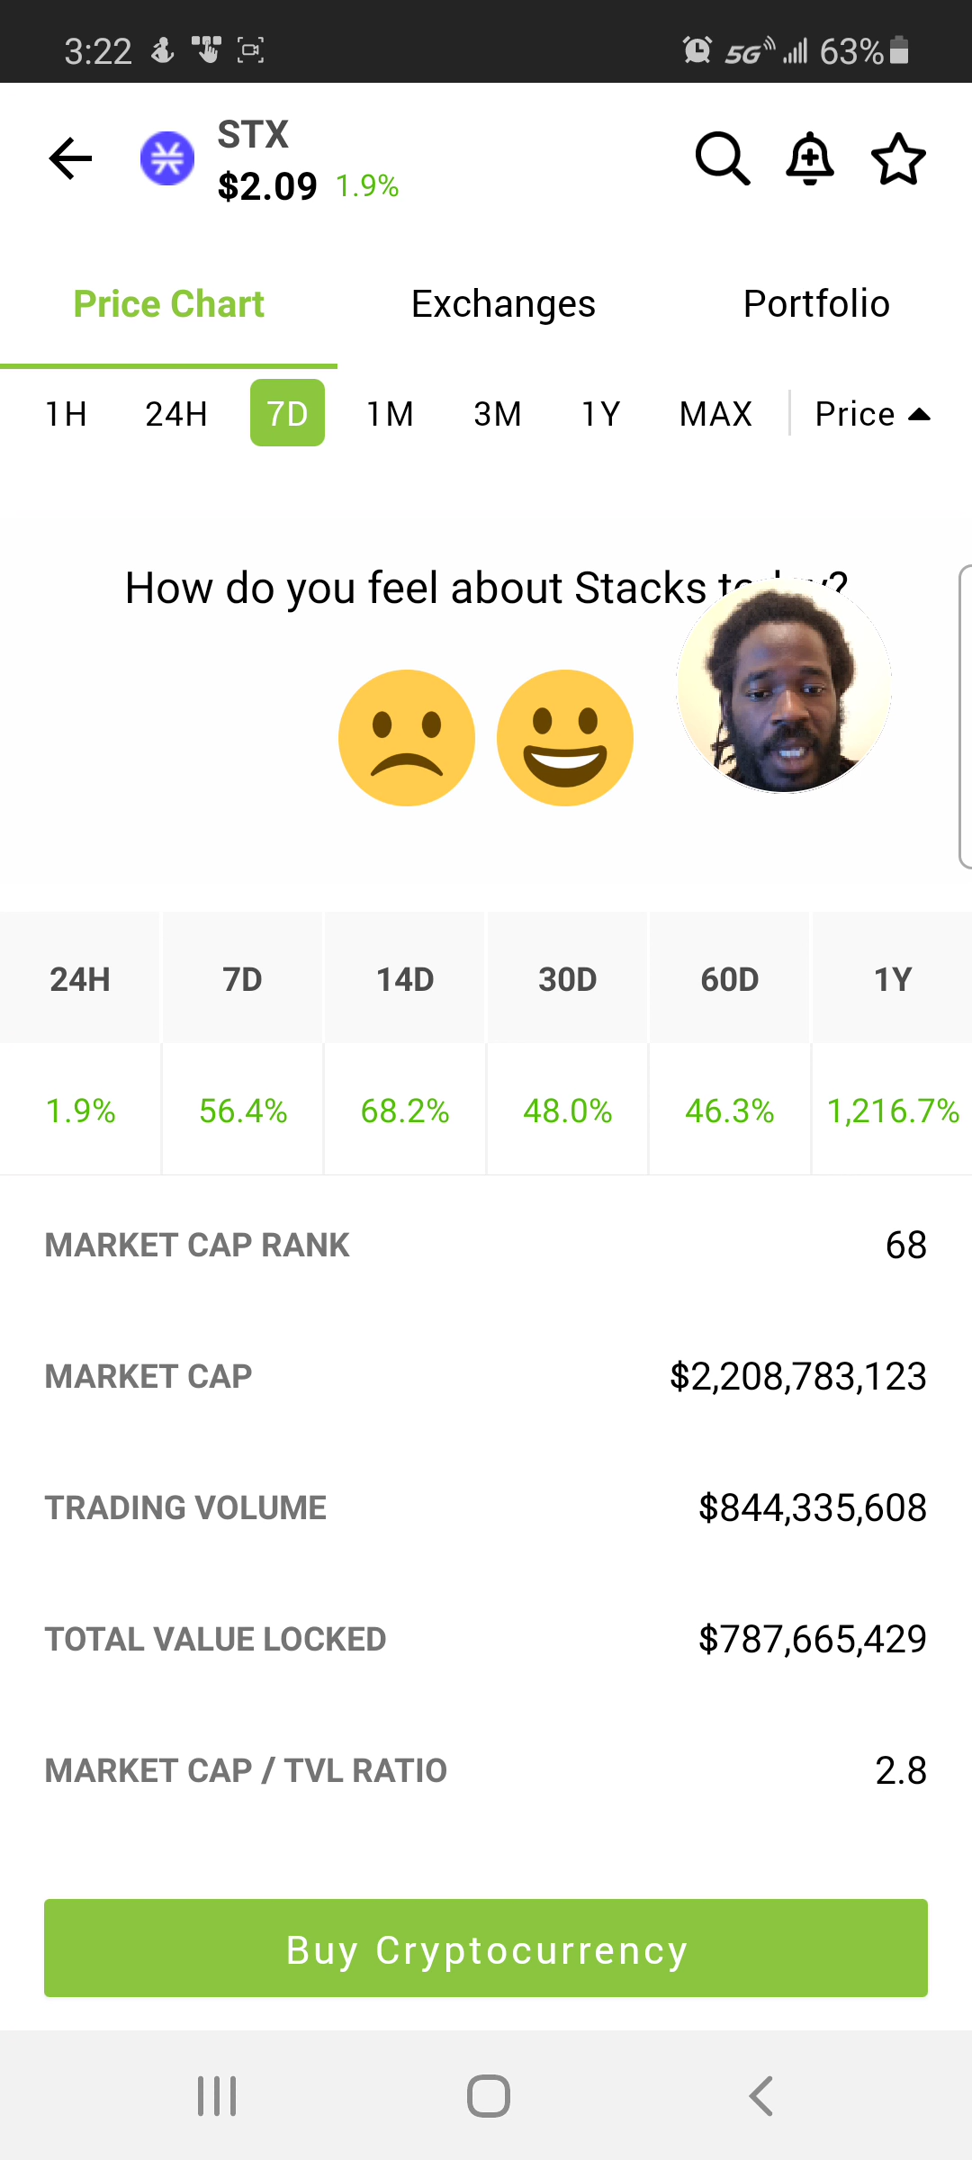 3:22 5G 63%
STX
$2.09 1.9%
Price Chart Exchanges Portfolio
1H 24H 7D 1M 3M 1Y MAX Price
How do you feel about Stacks
24H 7D 14D 30D 60D 1Y
1.9% 56.4% 68.2% 48.0% 46.3% 1,216.7%
MARKET CAP RANK 68
MARKET CAP $2,208,783,123
TRADING VOLUME $844,335,608
TOTAL VALUE LOCKED $787,665,429
MARKET CAP / TVL RATIO 2.8
Buy Cryptocurrency